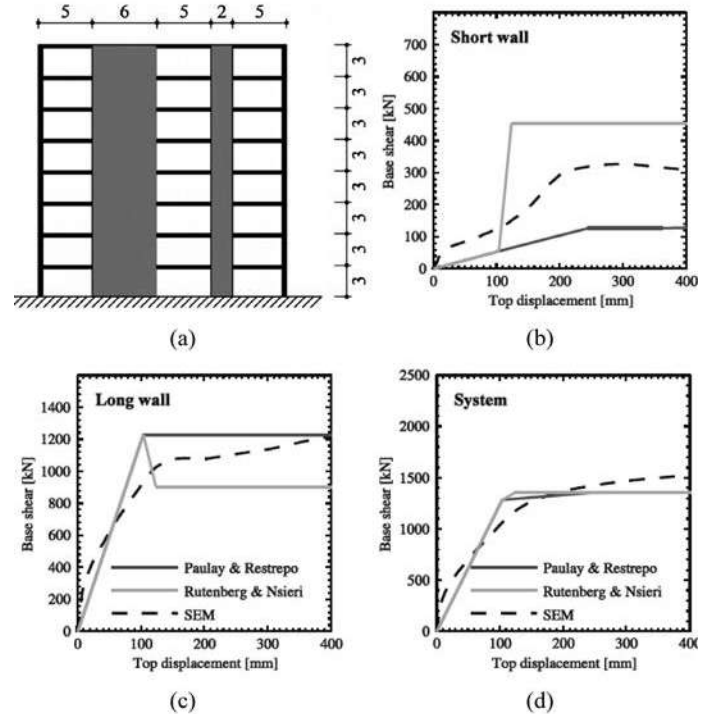 5 6 5 2 5
3
3
3
3
3
3
3
3
(a)
Short wall
Base shear [kN]
800
700
600
500
400
300
200
100
0
0 100 200 300 400
Top displacement [mm]
(b)
Long wall
Base shear [kN]
1400
1200
1000
800
600
400
200
0
Paulay & Restrepo
Rutenberg & Nsieri
SEM
0 100 200 300 400
Top displacement [mm]
(c)
System
Base shear [kN]
2500
2000
1500
1000
500
0
Paulay & Restrepo
Rutenberg & Nsieri
SEM
0 100 200 300 400
Top displacement [mm]
(d)